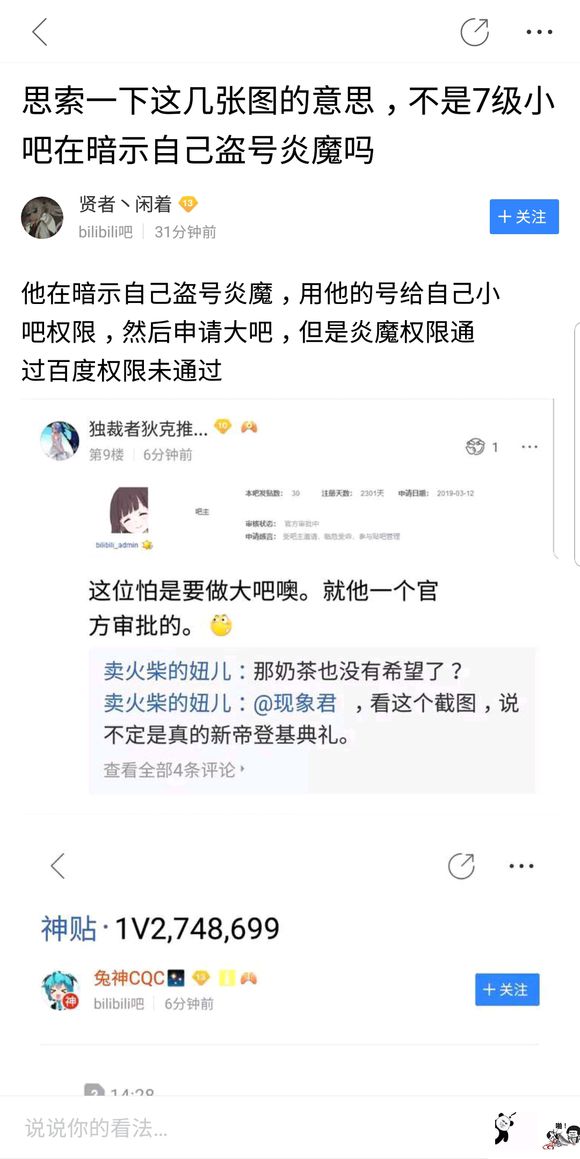 思索一下这几张图的意思，不是7级小
吧在暗示自己盗号炎魔吗
贤者丶闲着 13
bilibili吧 31分钟前
+ 关注
他在暗示自己盗号炎魔，用他的号给自己小
吧权限，然后申请大吧，但是炎魔权限通
过百度权限未通过
独裁者狄克推... 10
第9楼 6分钟前
1
本吧发贴数： 30 注册天数： 2301天 申请日期： 2019-03-12
吧主
审核状态： 官方审批中
申请感言： 受吧主邀请、临危受命、参与贴吧管理
bilibili_admin
这位怕是要做大吧噢。就他一个官
方审批的。
卖火柴的妞儿：那奶茶也没有希望了？
卖火柴的妞儿：@现象君 ，看这个截图，说
不定是真的新帝登基典礼。
查看全部4条评论
神贴·1V2,748,699
兔神CQC 13
神
bilibili吧 6分钟前
+ 关注
2 14:28
说说你的看法...
啪！